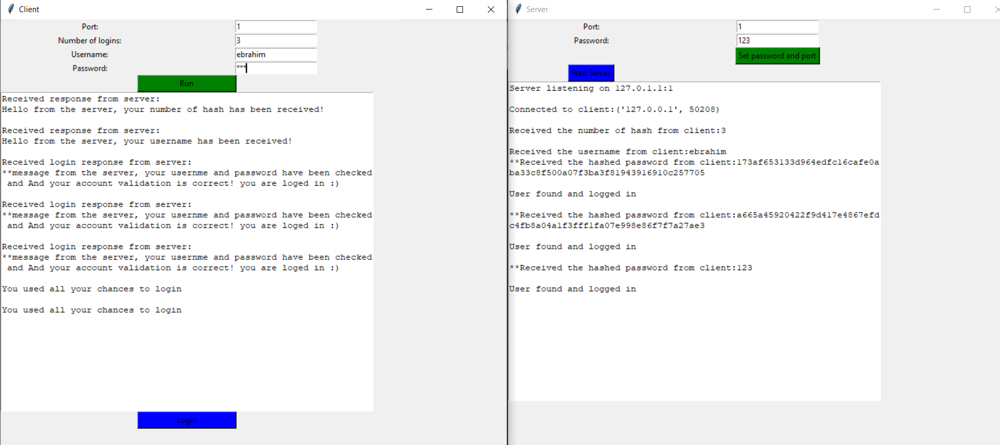 Client
Port:
1
Number of logins:
3
Username:
ebrahim
Password:
***
Run
Received response from server:
Hello from the server, your number of hash has been received!
Received response from server:
Hello from the server, your username has been received!
Received login response from server:
**message from the server, your usernme and password have been checked
and And your account validation is correct! you are loged in :)
Received login response from server:
**message from the server, your usernme and password have been checked
and And your account validation is correct! you are loged in :)
Received login response from server:
**message from the server, your usernme and password have been checked
and And your account validation is correct! you are loged in :)
You used all your chances to login
You used all your chances to login
Login
Server
Port:
1
Password:
123
Set password and port
Start Server
Server listening on 127.0.1.1:1
Connected to client:('127.0.0.1', 50208)
Received the number of hash from client:3
Received the username from client:ebrahim
**Received the hashed password from client:173af653133d964edfc16cafe0a
ba33c8f500a07f3ba3f81943916910c257705
User found and logged in
**Received the hashed password from client:a665a45920422f9d417e4867efd
c4fb8a04a1f3fff1fa07e998e86f7f7a27ae3
User found and logged in
**Received the hashed password from client:123
User found and logged in